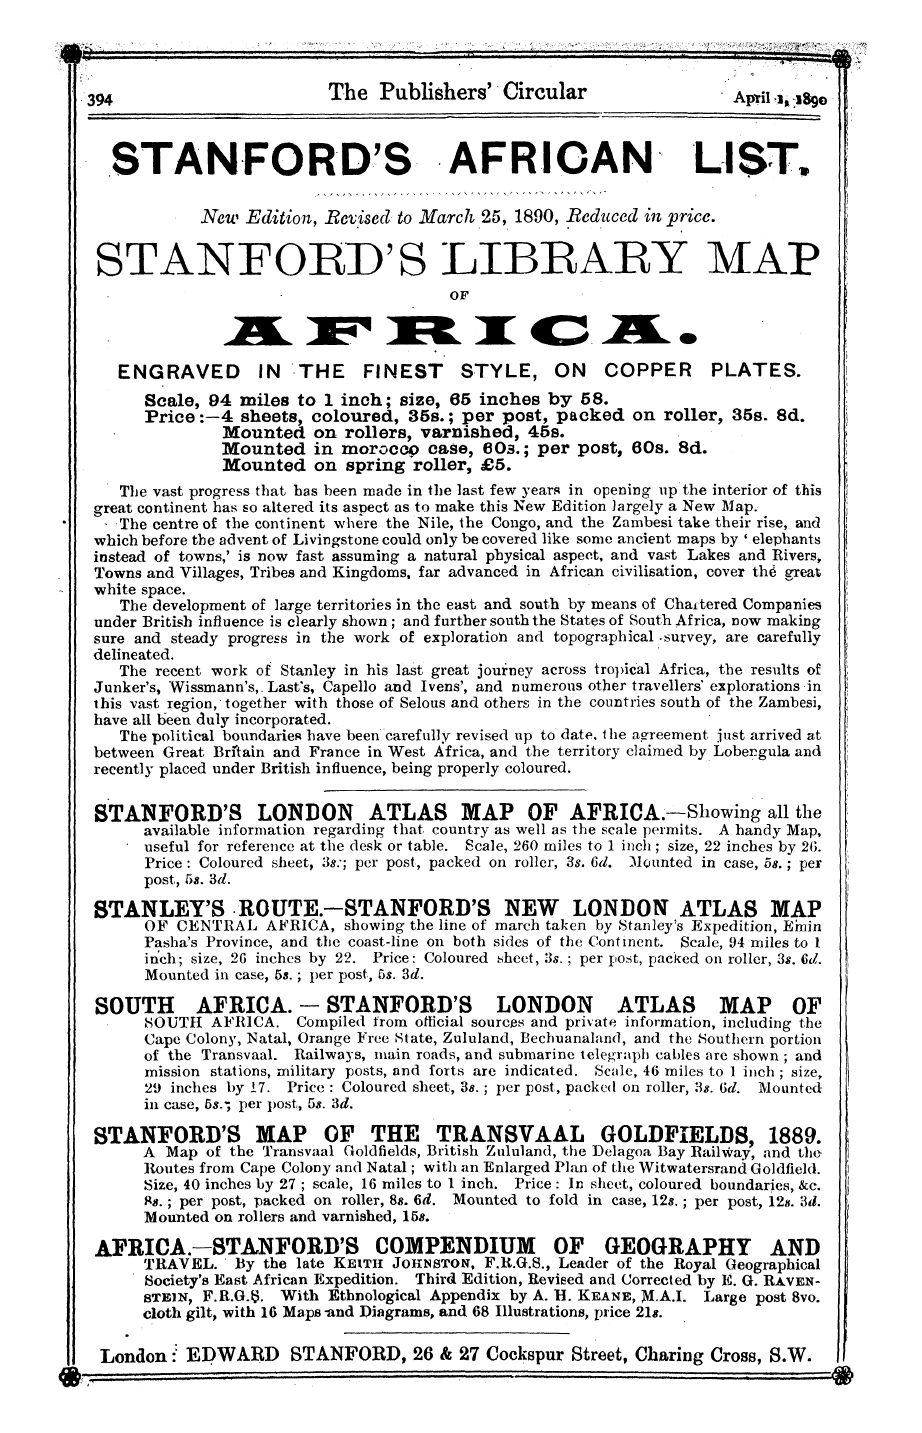 394 The Publishers' Circular April 1, 1890
STANFORD'S AFRICAN LIST.
New Edition, Revised to March 25, 1890, Reduced in price.
STANFORD'S LIBRARY MAP
OF
AFRICA.
ENGRAVED IN THE FINEST STYLE, ON COPPER PLATES.
Scale, 94 miles to 1 inch; size, 65 inches by 58.
Price:—4 sheets, coloured, 35s.; per post, packed on roller, 35s. 8d.
Mounted on rollers, varnished, 45s.
Mounted in morocco case, 60s.; per post, 60s. 8d.
Mounted on spring roller, £5.
The vast progress that has been made in the last few years in opening up the interior of this
great continent has so altered its aspect as to make this New Edition largely a New Map.
The centre of the continent where the Nile, the Congo, and the Zambesi take their rise, and
which before the advent of Livingstone could only be covered like some ancient maps by ' elephants
instead of towns,' is now fast assuming a natural physical aspect, and vast Lakes and Rivers,
Towns and Villages, Tribes and Kingdoms, far advanced in African civilisation, cover the great
white space.
The development of large territories in the east and south by means of Chartered Companies
under British influence is clearly shown; and further south the States of South Africa, now making
sure and steady progress in the work of exploration and topographical survey, are carefully
delineated.
The recent work of Stanley in his last great journey across tropical Africa, the results of
Junker's, Wissmann's, Last's, Capello and Ivens', and numerous other travellers' explorations in
this vast region, together with those of Selous and others in the countries south of the Zambesi,
have all been duly incorporated.
The political boundaries have been carefully revised up to date, the agreement just arrived at
between Great Britain and France in West Africa, and the territory claimed by Lobergula and
recently placed under British influence, being properly coloured.
STANFORD'S LONDON ATLAS MAP OF AFRICA.—Showing all the
available information regarding that country as well as the scale permits. A handy Map,
useful for reference at the desk or table. Scale, 260 miles to 1 inch; size, 22 inches by 26.
Price: Coloured sheet, 3s.; per post, packed on roller, 3s. 6d. Mounted in case, 5s.; per
post, 5s. 3d.
STANLEY'S ROUTE.—STANFORD'S NEW LONDON ATLAS MAP
OF CENTRAL AFRICA, showing the line of march taken by Stanley's Expedition, Emin
Pasha's Province, and the coast-line on both sides of the Continent. Scale, 94 miles to 1
inch; size, 26 inches by 22. Price: Coloured sheet, 3s.; per post, packed on roller, 3s. 6d.
Mounted in case, 5s.; per post, 5s. 3d.
SOUTH AFRICA.—STANFORD'S LONDON ATLAS MAP OF
SOUTH AFRICA. Compiled from official sources and private information, including the
Cape Colony, Natal, Orange Free State, Zululand, Bechuanaland, and the Southern portion
of the Transvaal. Railways, main roads, and submarine telegraph cables are shown; and
mission stations, military posts, and forts are indicated. Scale, 46 miles to 1 inch; size,
29 inches by 17. Price: Coloured sheet, 3s.; per post, packed on roller, 3s. 6d. Mounted
in case, 5s.; per post, 5s. 3d.
STANFORD'S MAP OF THE TRANSVAAL GOLDFIELDS, 1889.
A Map of the Transvaal Goldfields, British Zululand, the Delagoa Bay Railway, and the
Routes from Cape Colony and Natal; with an Enlarged Plan of the Witwatersrand Goldfield.
Size, 40 inches by 27; scale, 16 miles to 1 inch. Price: In sheet, coloured boundaries, &c.
8s.; per post, packed on roller, 8s. 6d. Mounted to fold in case, 12s.; per post, 12s. 3d.
Mounted on rollers and varnished, 15s.
AFRICA.—STANFORD'S COMPENDIUM OF GEOGRAPHY AND
TRAVEL. By the late KEITH JOHNSTON, F.R.G.S., Leader of the Royal Geographical
Society's East African Expedition. Third Edition, Revised and Corrected by E. G. RAVEN-
STEIN, F.R.G.S. With Ethnological Appendix by A. H. KEANE, M.A.I. Large post 8vo.
cloth gilt, with 16 Maps and Diagrams, and 68 Illustrations, price 21s.
London: EDWARD STANFORD, 26 & 27 Cockspur Street, Charing Cross, S.W.